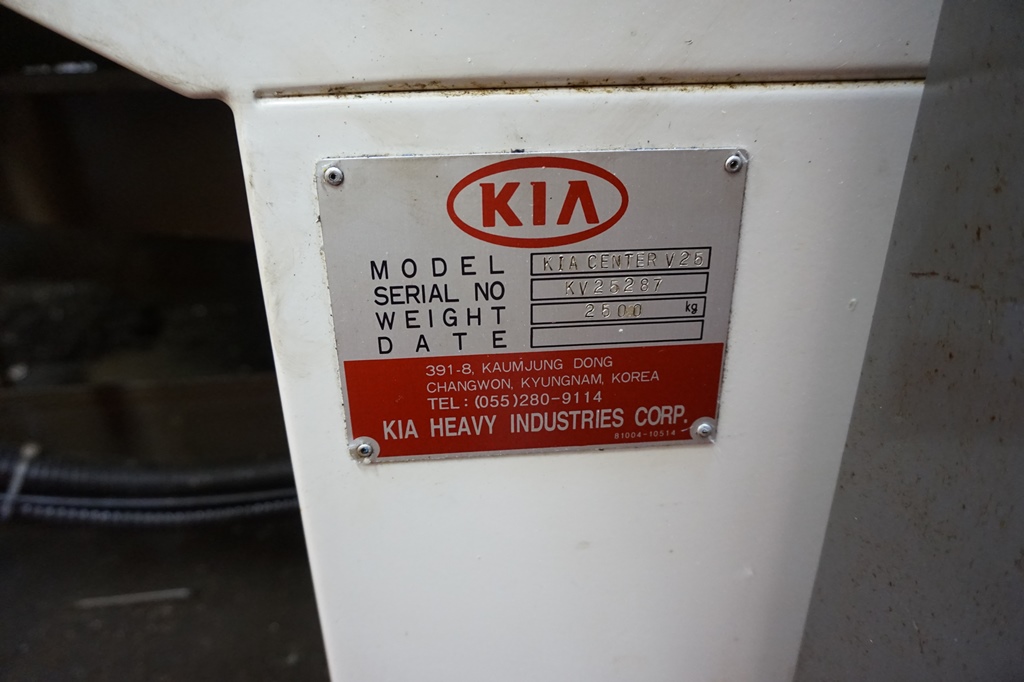 KIA
MODEL KIA CENTER V25
SERIAL NO KV25287
WEIGHT 2500 kg
DATE
391-8, KAUMJUNG DONG
CHANGWON, KYUNGNAM, KOREA
TEL : (055)280-9114
KIA HEAVY INDUSTRIES CORP.
81004-10514